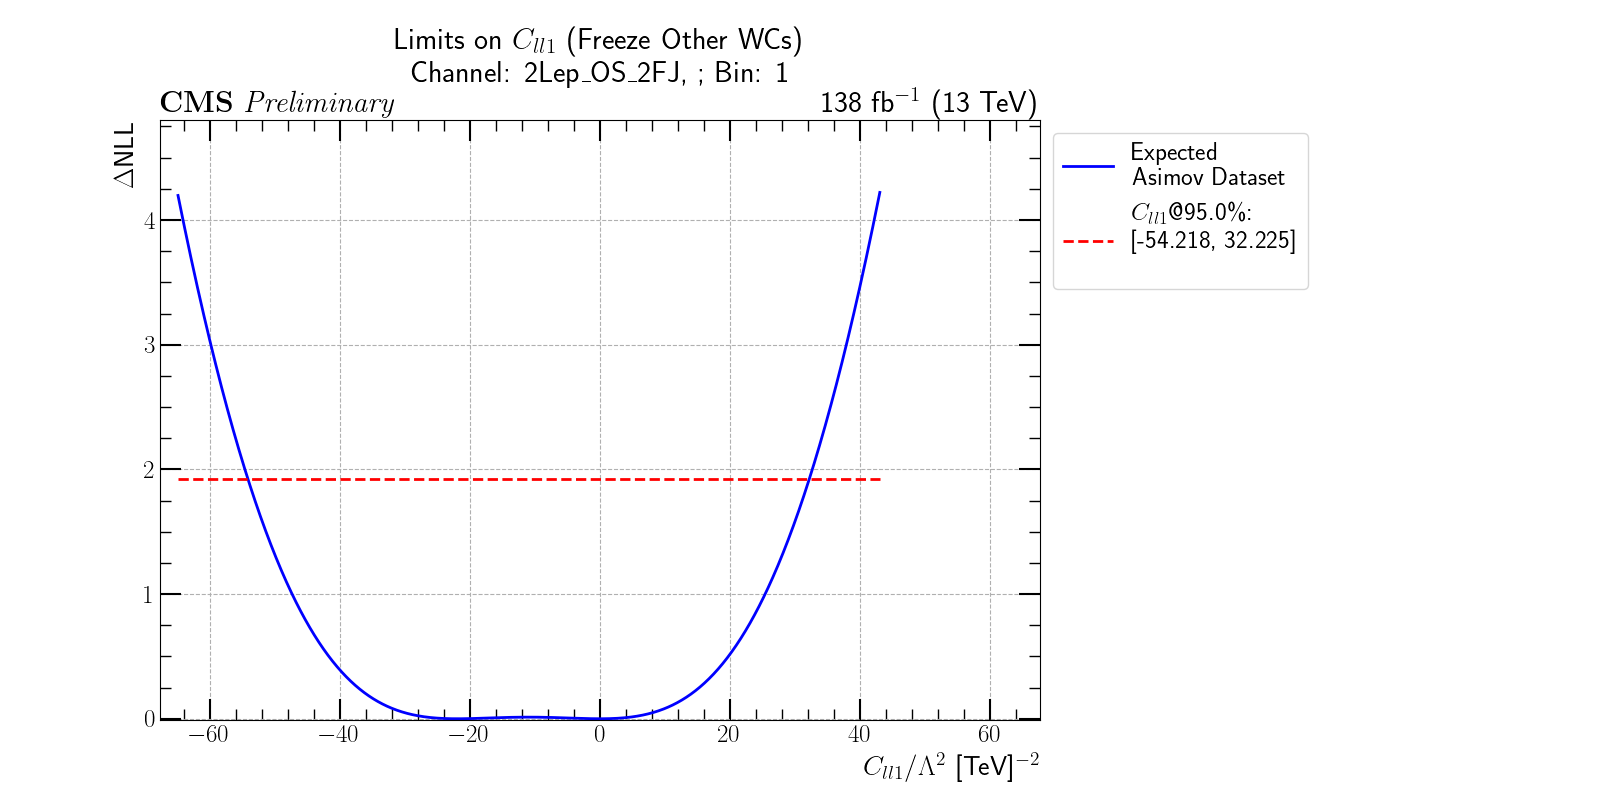 Limits on C_ll1 (Freeze Other WCs)
Channel: 2Lep_OS_2FJ, ; Bin: 1
CMS Preliminary 138 fb⁻¹ (13 TeV)
ΔNLL
4
3
2
1
0
−60 −40 −20 0 20 40 60
C_ll1/Λ² [TeV]⁻²
Expected
Asimov Dataset
C_ll1@95.0%:
[-54.218, 32.225]